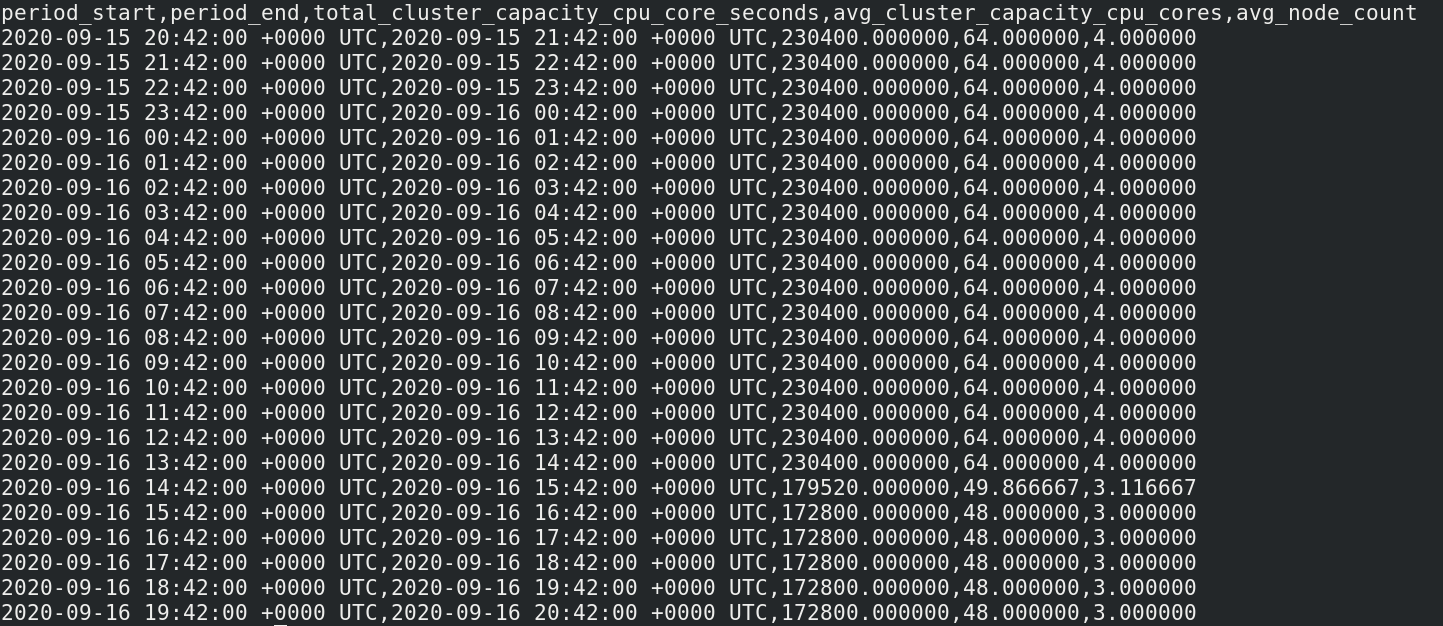 period_start,period_end,total_cluster_capacity_cpu_core_seconds,avg_cluster_capacity_cpu_cores,avg_node_count
2020-09-15 20:42:00 +0000 UTC,2020-09-15 21:42:00 +0000 UTC,230400.000000,64.000000,4.000000
2020-09-15 21:42:00 +0000 UTC,2020-09-15 22:42:00 +0000 UTC,230400.000000,64.000000,4.000000
2020-09-15 22:42:00 +0000 UTC,2020-09-15 23:42:00 +0000 UTC,230400.000000,64.000000,4.000000
2020-09-15 23:42:00 +0000 UTC,2020-09-16 00:42:00 +0000 UTC,230400.000000,64.000000,4.000000
2020-09-16 00:42:00 +0000 UTC,2020-09-16 01:42:00 +0000 UTC,230400.000000,64.000000,4.000000
2020-09-16 01:42:00 +0000 UTC,2020-09-16 02:42:00 +0000 UTC,230400.000000,64.000000,4.000000
2020-09-16 02:42:00 +0000 UTC,2020-09-16 03:42:00 +0000 UTC,230400.000000,64.000000,4.000000
2020-09-16 03:42:00 +0000 UTC,2020-09-16 04:42:00 +0000 UTC,230400.000000,64.000000,4.000000
2020-09-16 04:42:00 +0000 UTC,2020-09-16 05:42:00 +0000 UTC,230400.000000,64.000000,4.000000
2020-09-16 05:42:00 +0000 UTC,2020-09-16 06:42:00 +0000 UTC,230400.000000,64.000000,4.000000
2020-09-16 06:42:00 +0000 UTC,2020-09-16 07:42:00 +0000 UTC,230400.000000,64.000000,4.000000
2020-09-16 07:42:00 +0000 UTC,2020-09-16 08:42:00 +0000 UTC,230400.000000,64.000000,4.000000
2020-09-16 08:42:00 +0000 UTC,2020-09-16 09:42:00 +0000 UTC,230400.000000,64.000000,4.000000
2020-09-16 09:42:00 +0000 UTC,2020-09-16 10:42:00 +0000 UTC,230400.000000,64.000000,4.000000
2020-09-16 10:42:00 +0000 UTC,2020-09-16 11:42:00 +0000 UTC,230400.000000,64.000000,4.000000
2020-09-16 11:42:00 +0000 UTC,2020-09-16 12:42:00 +0000 UTC,230400.000000,64.000000,4.000000
2020-09-16 12:42:00 +0000 UTC,2020-09-16 13:42:00 +0000 UTC,230400.000000,64.000000,4.000000
2020-09-16 13:42:00 +0000 UTC,2020-09-16 14:42:00 +0000 UTC,230400.000000,64.000000,4.000000
2020-09-16 14:42:00 +0000 UTC,2020-09-16 15:42:00 +0000 UTC,179520.000000,49.866667,3.116667
2020-09-16 15:42:00 +0000 UTC,2020-09-16 16:42:00 +0000 UTC,172800.000000,48.000000,3.000000
2020-09-16 16:42:00 +0000 UTC,2020-09-16 17:42:00 +0000 UTC,172800.000000,48.000000,3.000000
2020-09-16 17:42:00 +0000 UTC,2020-09-16 18:42:00 +0000 UTC,172800.000000,48.000000,3.000000
2020-09-16 18:42:00 +0000 UTC,2020-09-16 19:42:00 +0000 UTC,172800.000000,48.000000,3.000000
2020-09-16 19:42:00 +0000 UTC,2020-09-16 20:42:00 +0000 UTC,172800.000000,48.000000,3.000000